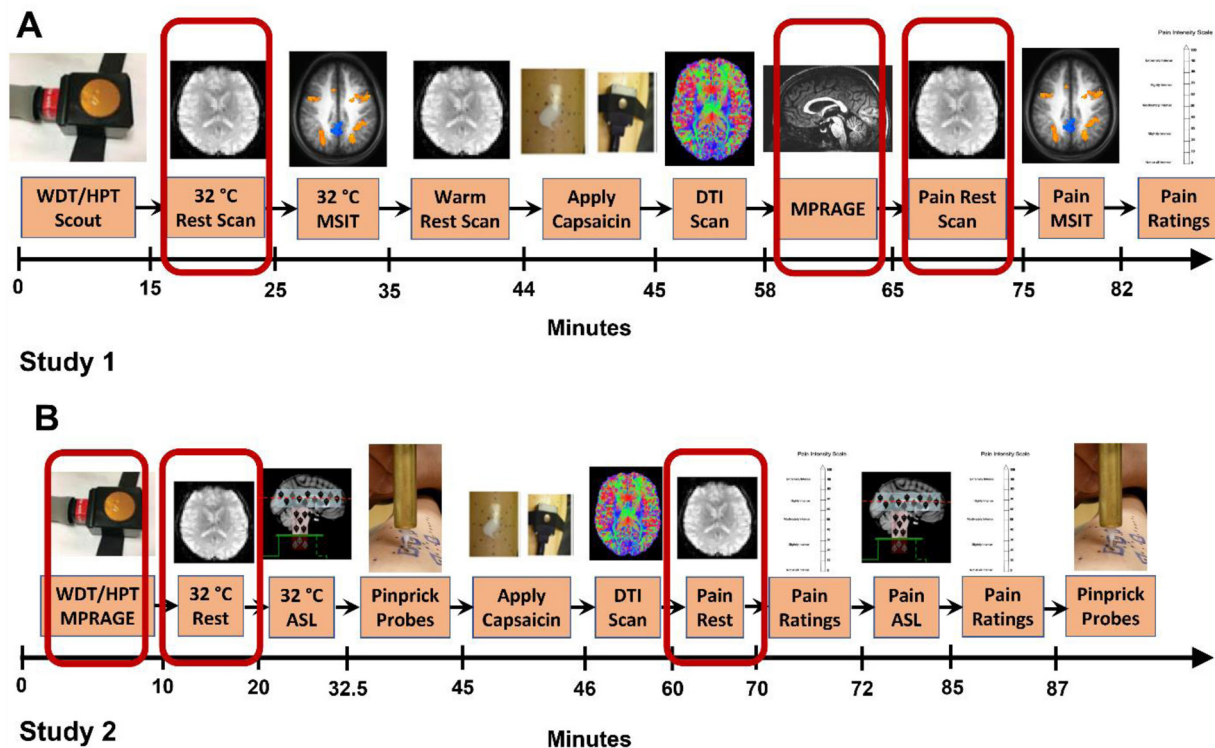 A
Pain Intensity Scale
WDT/HPT
Scout
32 °C
Rest Scan
32 °C
MSIT
Warm
Rest Scan
Apply
Capsaicin
DTI
Scan
MPRAGE
Pain Rest
Scan
Pain
MSIT
Pain
Ratings
0 15 25 35 44 45 58 65 75 82
Minutes
Study 1
B
Pain Intensity Scale
Pain Intensity Scale
WDT/HPT
MPRAGE
32 °C
Rest
32 °C
ASL
Pinprick
Probes
Apply
Capsaicin
DTI
Scan
Pain
Rest
Pain
Ratings
Pain
ASL
Pain
Ratings
Pinprick
Probes
0 10 20 32.5 45 46 60 70 72 85 87
Minutes
Study 2